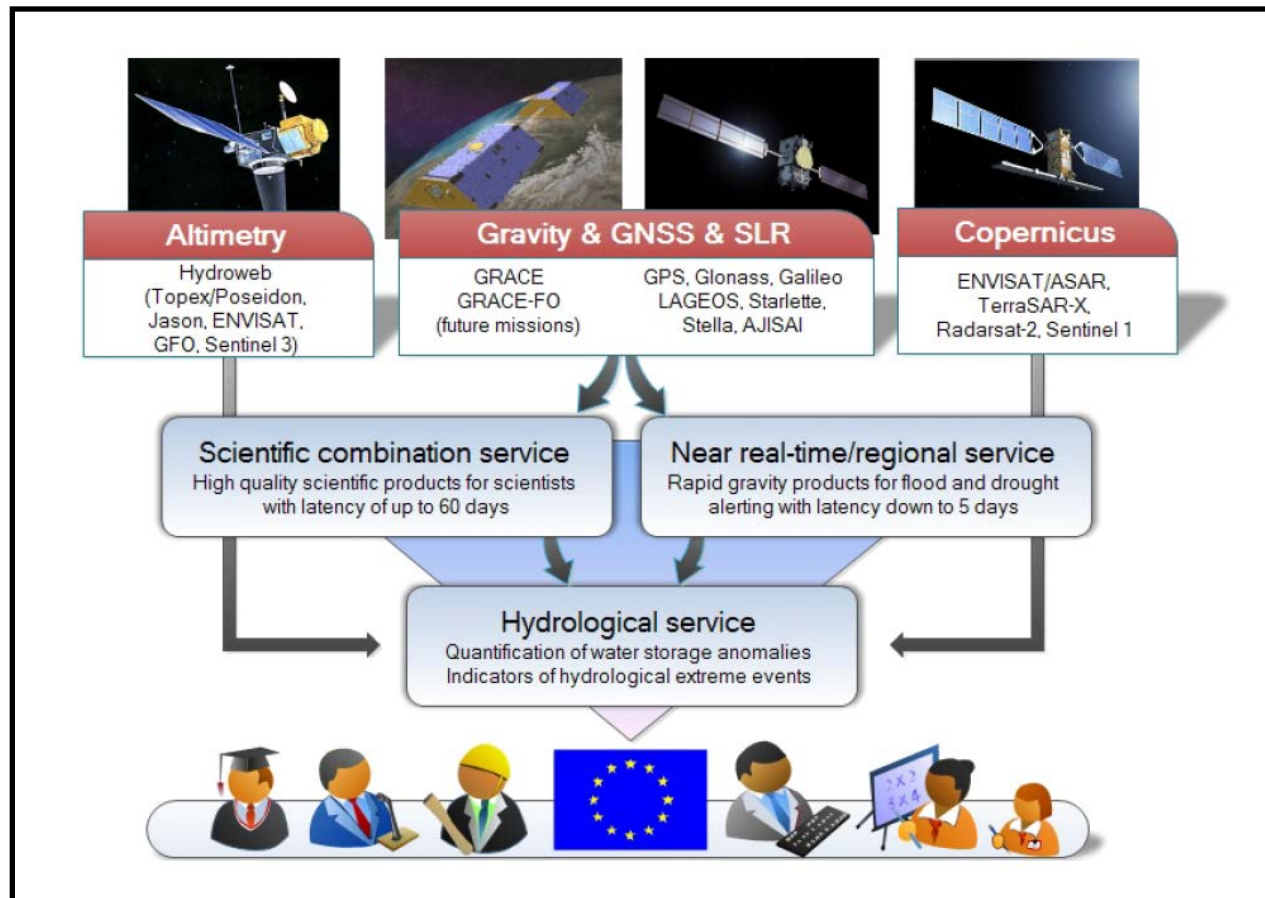 Altimetry
Hydroweb
(Topex/Poseidon,
Jason, ENVISAT,
GFO, Sentinel 3)
Gravity & GNSS & SLR
GRACE
GRACE-FO
(future missions)
GPS, Glonass, Galileo
LAGEOS, Starlette,
Stella, AJISAI
Copernicus
ENVISAT/ASAR,
TerraSAR-X,
Radarsat-2, Sentinel 1
Scientific combination service
High quality scientific products for scientists
with latency of up to 60 days
Near real-time/regional service
Rapid gravity products for flood and drought
alerting with latency down to 5 days
Hydrological service
Quantification of water storage anomalies
Indicators of hydrological extreme events
2 x 2
3 x 4